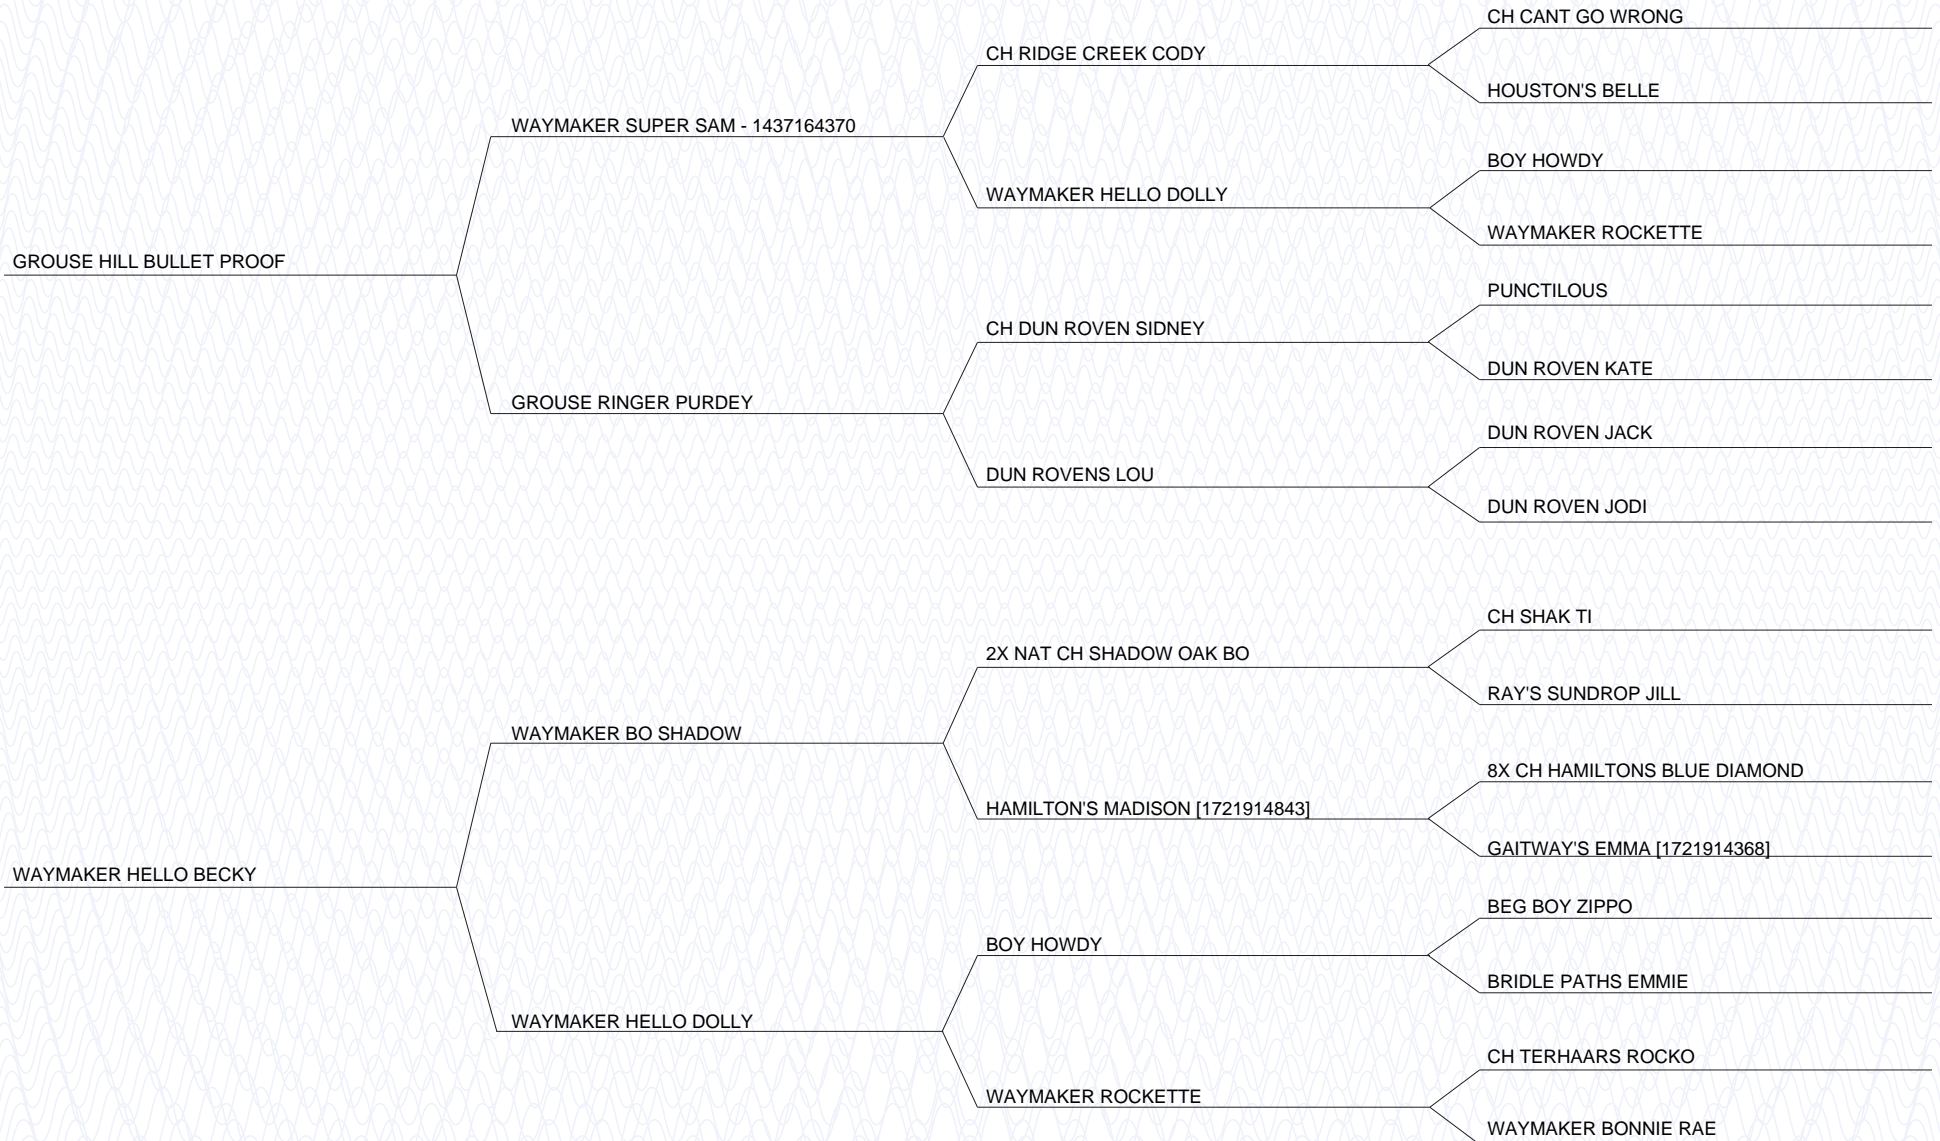 CH CANT GO WRONG
CH RIDGE CREEK CODY
HOUSTON'S BELLE
WAYMAKER SUPER SAM - 1437164370
BOY HOWDY
WAYMAKER HELLO DOLLY
WAYMAKER ROCKETTE
GROUSE HILL BULLET PROOF
PUNCTILOUS
CH DUN ROVEN SIDNEY
DUN ROVEN KATE
GROUSE RINGER PURDEY
DUN ROVEN JACK
DUN ROVENS LOU
DUN ROVEN JODI
CH SHAK TI
2X NAT CH SHADOW OAK BO
RAY'S SUNDROP JILL
WAYMAKER BO SHADOW
8X CH HAMILTONS BLUE DIAMOND
HAMILTON'S MADISON [1721914843]
GAITWAY'S EMMA [1721914368]
WAYMAKER HELLO BECKY
BEG BOY ZIPPO
BOY HOWDY
BRIDLE PATHS EMMIE
WAYMAKER HELLO DOLLY
CH TERHAARS ROCKO
WAYMAKER ROCKETTE
WAYMAKER BONNIE RAE